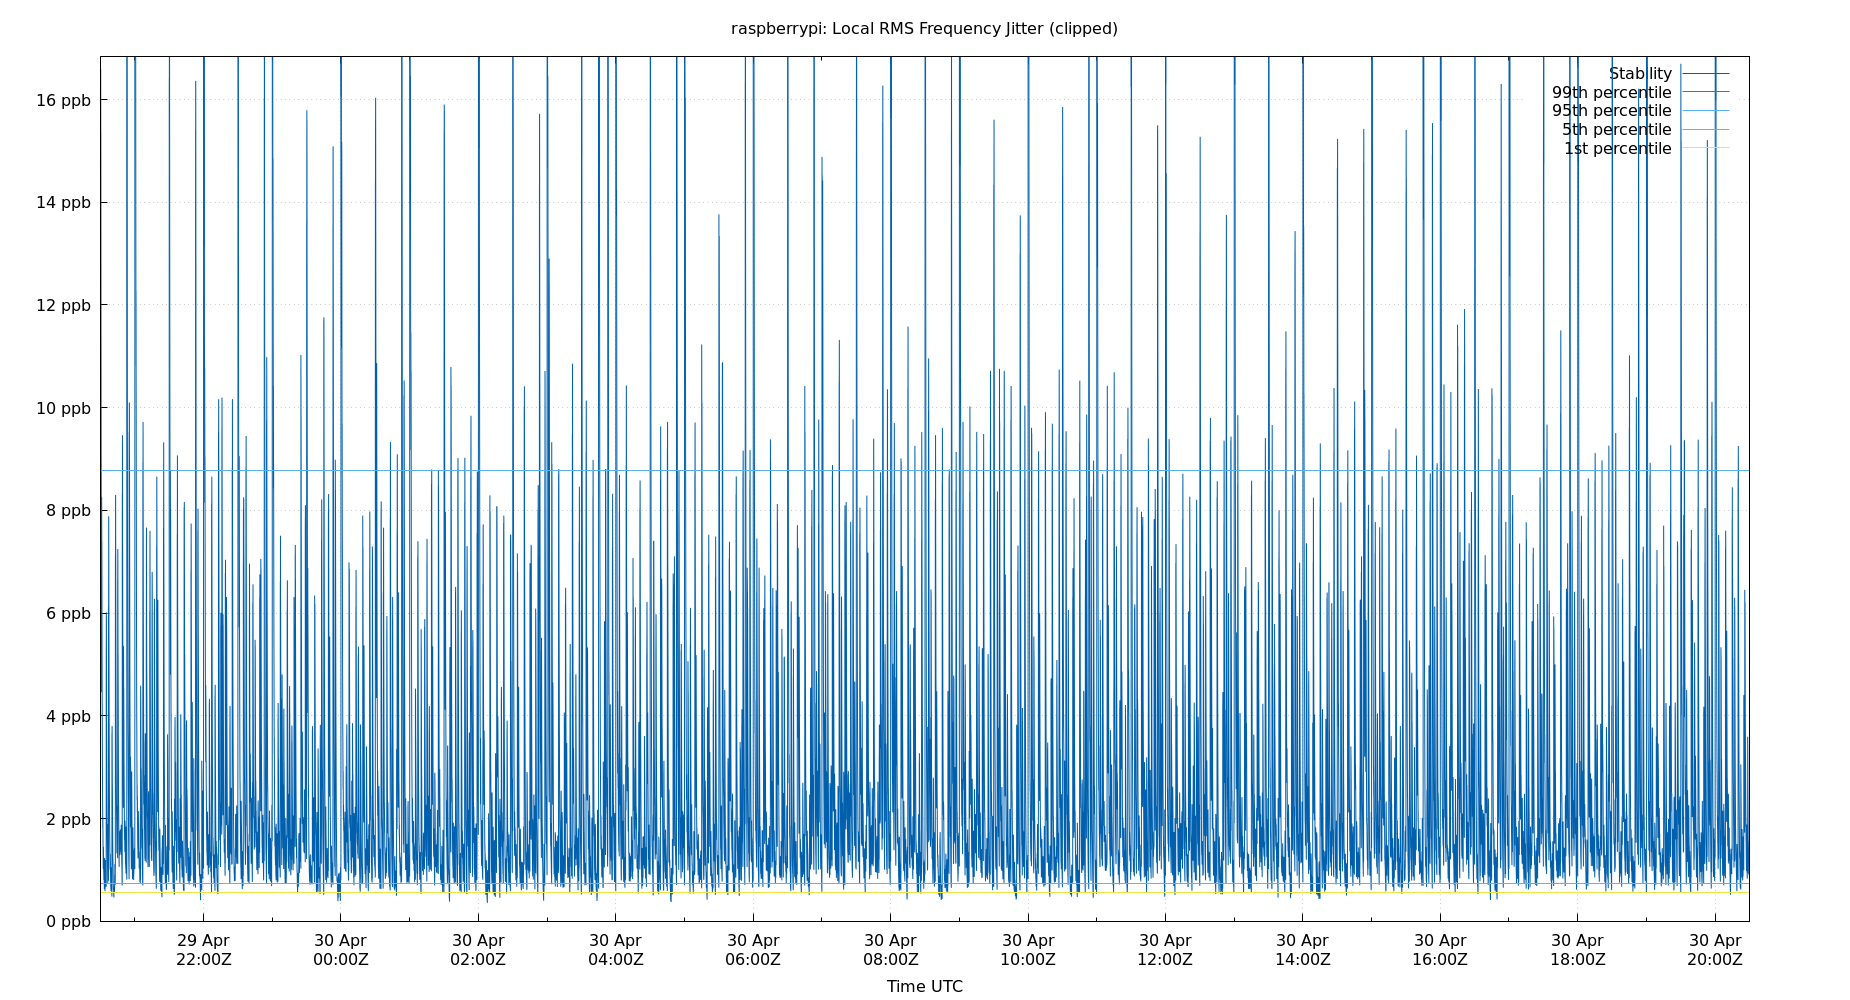 raspberrypi: Local RMS Frequency Jitter (clipped)
Stability
99th percentile
95th percentile
5th percentile
1st percentile
16 ppb
14 ppb
12 ppb
10 ppb
8 ppb
6 ppb
4 ppb
2 ppb
0 ppb
29 Apr 30 Apr 30 Apr 30 Apr 30 Apr 30 Apr 30 Apr 30 Apr 30 Apr 30 Apr 30 Apr 30 Apr
22:00Z 00:00Z 02:00Z 04:00Z 06:00Z 08:00Z 10:00Z 12:00Z 14:00Z 16:00Z 18:00Z 20:00Z
Time UTC